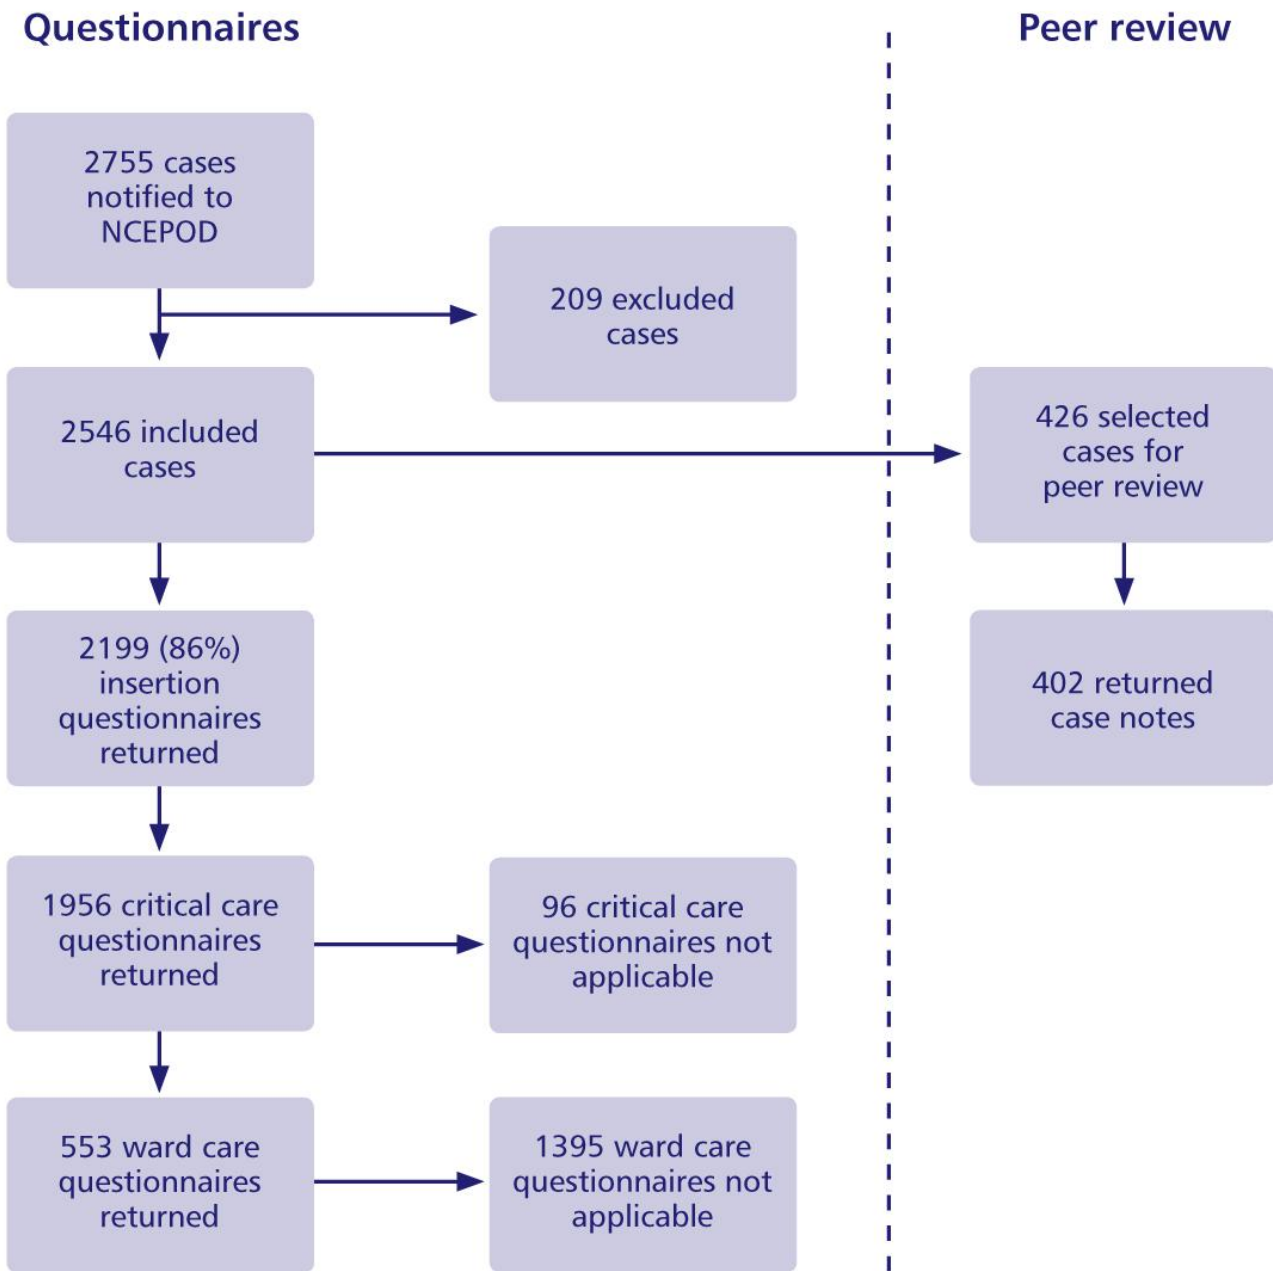 Questionnaires
Peer review
2755 cases
notified to
NCEPOD
209 excluded
cases
2546 included
cases
426 selected
cases for
peer review
2199 (86%)
insertion
questionnaires
returned
402 returned
case notes
1956 critical care
questionnaires
returned
96 critical care
questionnaires not
applicable
553 ward care
questionnaires
returned
1395 ward care
questionnaires not
applicable